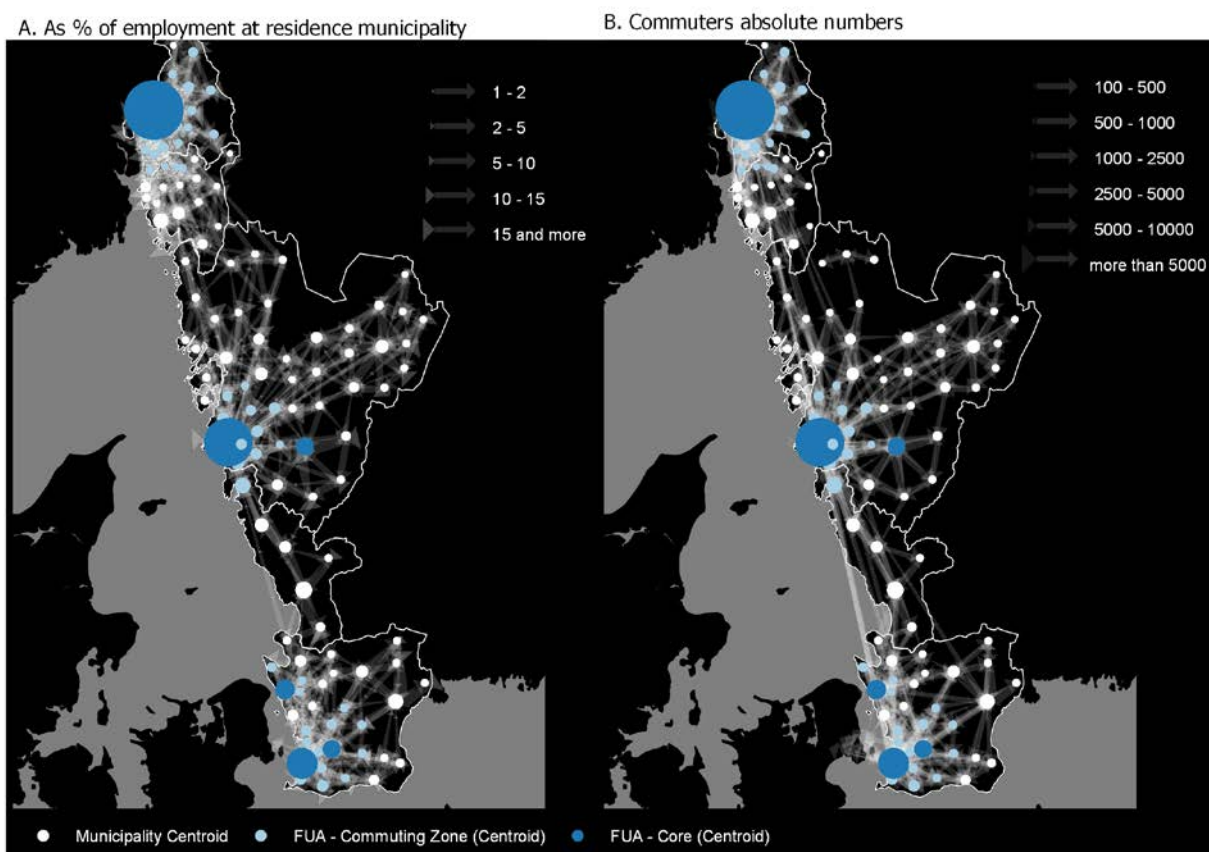 A. As % of employment at residence municipality
B. Commuters absolute numbers
1 - 2
2 - 5
5 - 10
10 - 15
15 and more
100 - 500
500 - 1000
1000 - 2500
2500 - 5000
5000 - 10000
more than 5000
Municipality Centroid
FUA - Commuting Zone (Centroid)
FUA - Core (Centroid)